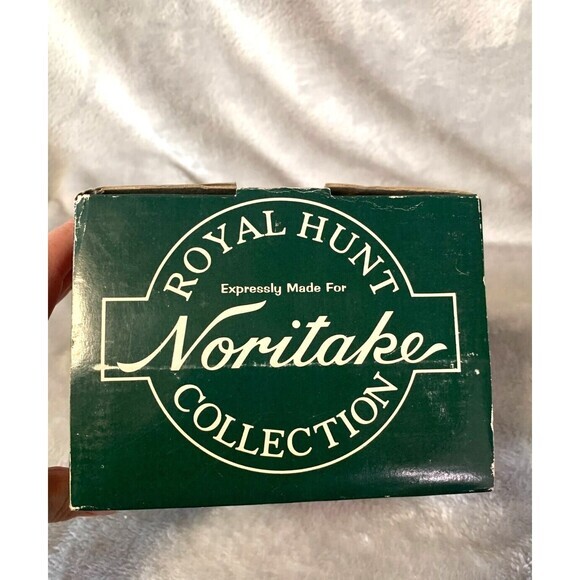 ROYAL HUNT
Expressly Made For
Noritake
COLLECTION